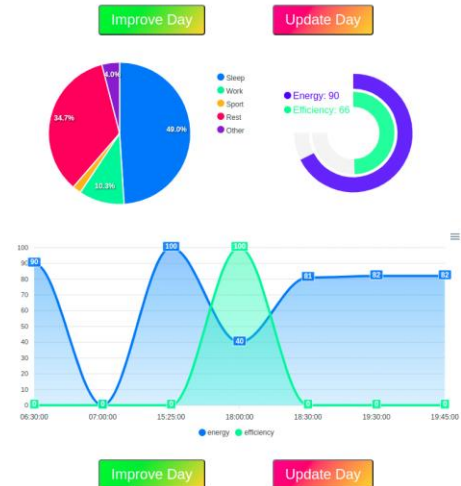 Improve Day
Update Day
4.0%
34.7%
49.0%
10.3%
Sleep
Work
Sport
Rest
Other
Energy: 90
Efficiency: 66
100
90
80
70
60
50
40
30
20
10
0
90
0
100
40
81
82
82
0
0
0
100
0
0
0
06:30:00
07:00:00
15:25:00
18:00:00
18:30:00
19:30:00
19:45:00
energy
efficiency
Improve Day
Update Day